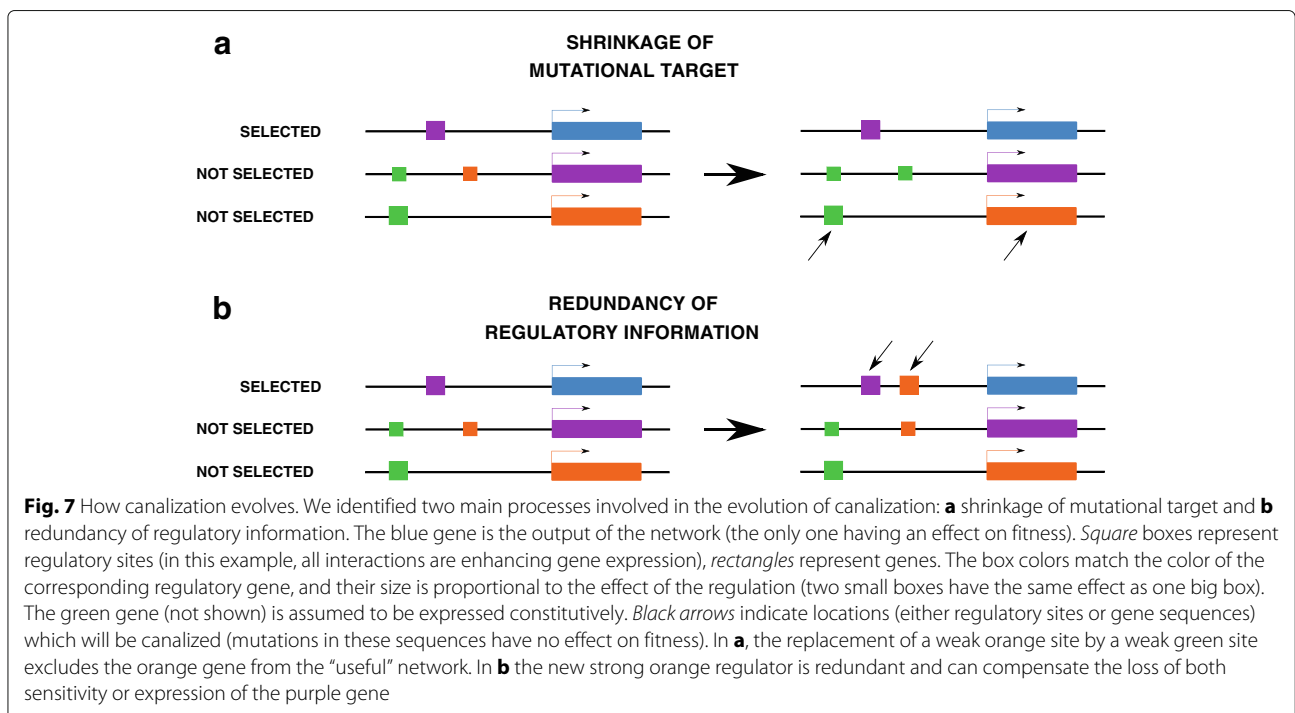 a
SHRINKAGE OF
MUTATIONAL TARGET
SELECTED
NOT SELECTED
NOT SELECTED
b
REDUNDANCY OF
REGULATORY INFORMATION
SELECTED
NOT SELECTED
NOT SELECTED
Fig. 7 How canalization evolves. We identified two main processes involved in the evolution of canalization: a shrinkage of mutational target and b
redundancy of regulatory information. The blue gene is the output of the network (the only one having an effect on fitness). Square boxes represent
regulatory sites (in this example, all interactions are enhancing gene expression), rectangles represent genes. The box colors match the color of the
corresponding regulatory gene, and their size is proportional to the effect of the regulation (two small boxes have the same effect as one big box).
The green gene (not shown) is assumed to be expressed constitutively. Black arrows indicate locations (either regulatory sites or gene sequences)
which will be canalized (mutations in these sequences have no effect on fitness). In a, the replacement of a weak orange site by a weak green site
excludes the orange gene from the “useful” network. In b the new strong orange regulator is redundant and can compensate the loss of both
sensitivity or expression of the purple gene